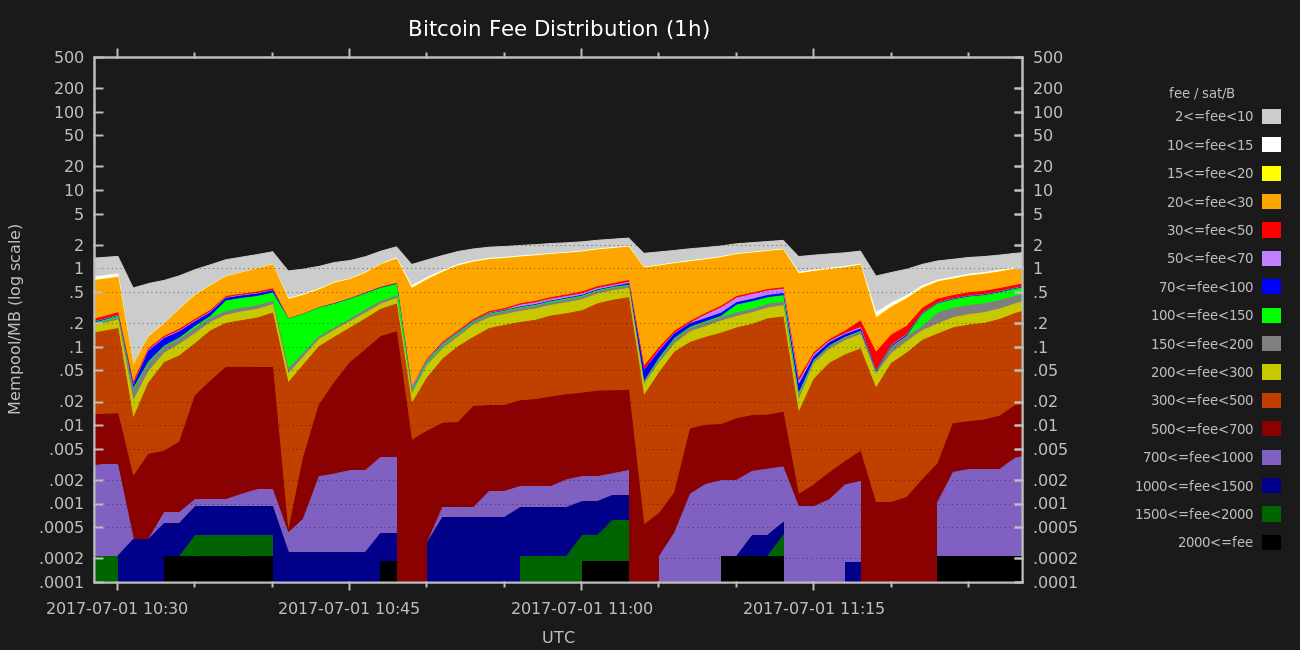 Bitcoin Fee Distribution (1h)
500 500
200 200
100 100
50 50
20 20
10 10
5 5
2 2
1 1
.5 .5
.2 .2
.1 .1
.05 .05
.02 .02
.01 .01
.005 .005
.002 .002
.001 .001
.0005 .0005
.0002 .0002
.0001 .0001
Mempool/MB (log scale)
2017-07-01 10:30 2017-07-01 10:45 2017-07-01 11:00 2017-07-01 11:15
UTC
fee / sat/B
2<=fee<10
10<=fee<15
15<=fee<20
20<=fee<30
30<=fee<50
50<=fee<70
70<=fee<100
100<=fee<150
150<=fee<200
200<=fee<300
300<=fee<500
500<=fee<700
700<=fee<1000
1000<=fee<1500
1500<=fee<2000
2000<=fee